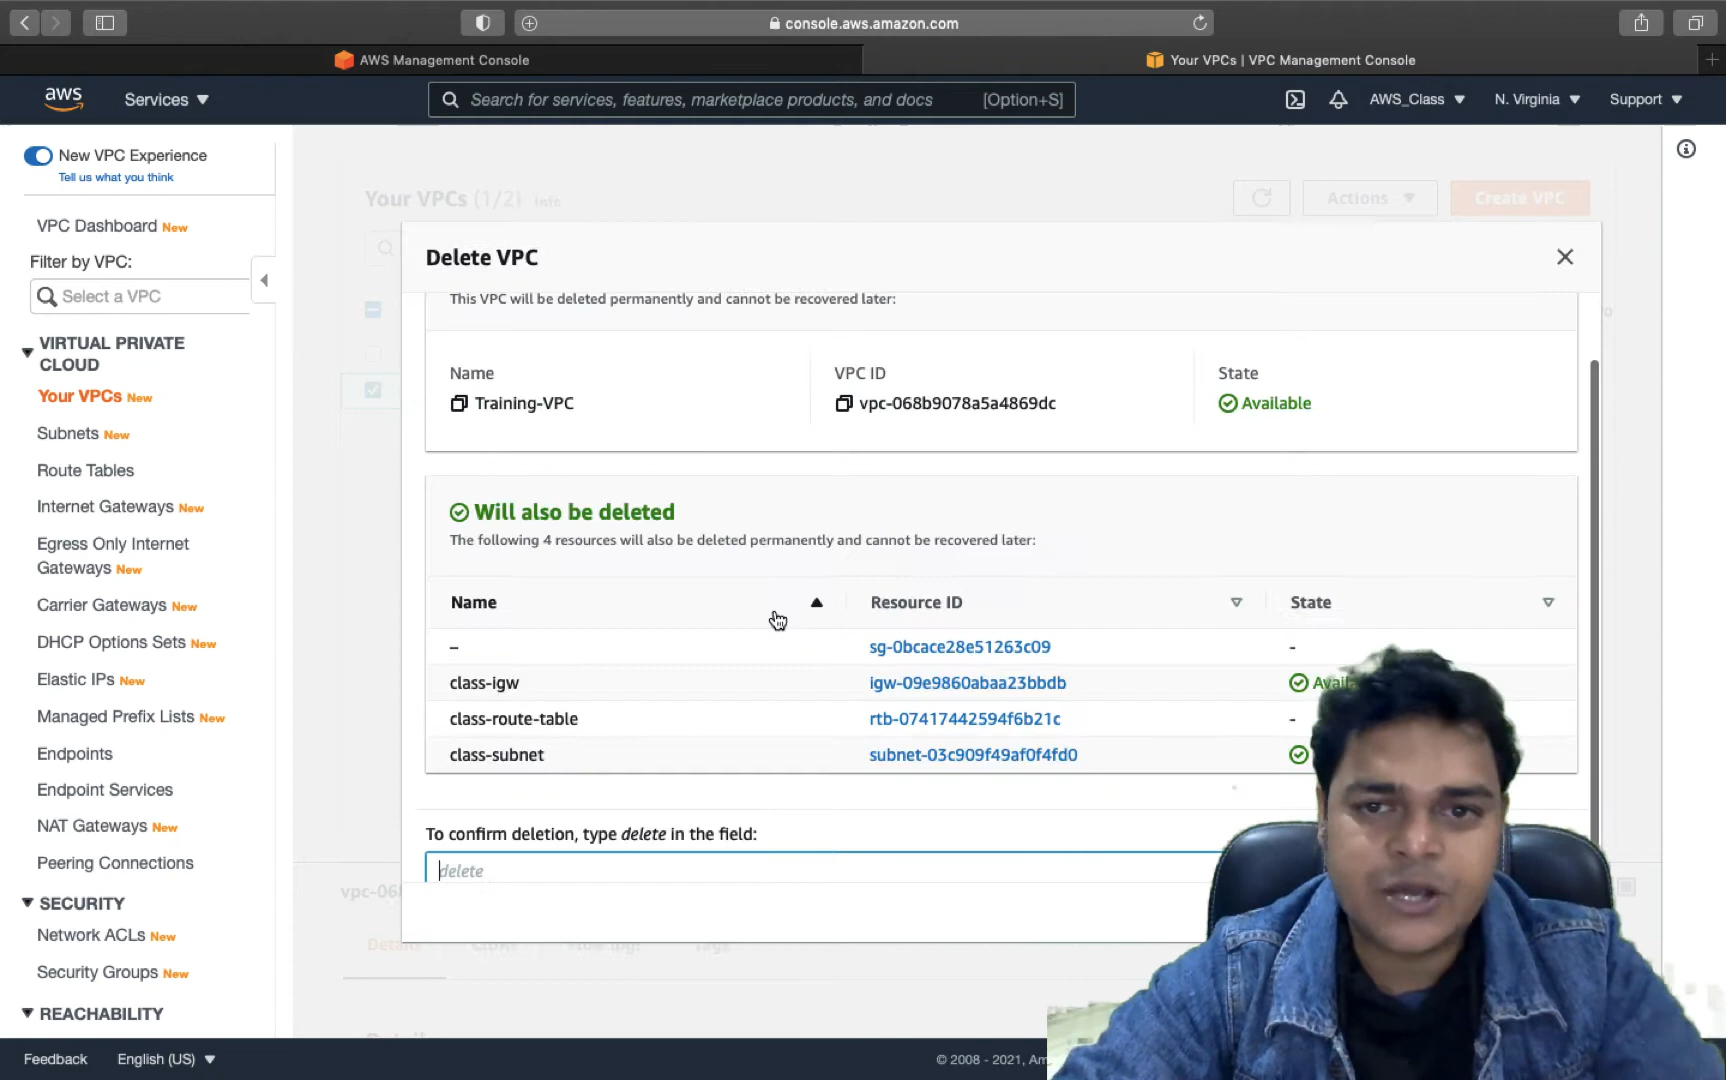 console.aws.amazon.com
AWS Management Console
Your VPCs | VPC Management Console
aws
Services
Search for services, features, marketplace products, and docs [Option+S]
AWS_Class
N. Virginia
Support
New VPC Experience
Tell us what you think
VPC Dashboard New
Filter by VPC:
Select a VPC
VIRTUAL PRIVATE
CLOUD
Your VPCs New
Subnets New
Route Tables
Internet Gateways New
Egress Only Internet
Gateways New
Carrier Gateways New
DHCP Options Sets New
Elastic IPs New
Managed Prefix Lists New
Endpoints
Endpoint Services
NAT Gateways New
Peering Connections
SECURITY
Network ACLs New
Security Groups New
REACHABILITY
Your VPCs (1/2) Info
Actions
Create VPC
Delete VPC
This VPC will be deleted permanently and cannot be recovered later:
Name
Training-VPC
VPC ID
vpc-068b9078a5a4869dc
State
Available
Will also be deleted
The following 4 resources will also be deleted permanently and cannot be recovered later:
Name Resource ID State
– sg-0bcace28e51263c09 -
class-igw igw-09e9860abaa23bbdb
class-route-table rtb-07417442594f6b21c -
class-subnet subnet-03c909f49af0f4fd0
To confirm deletion, type delete in the field:
delete
vpc-06
Details
Tags
Feedback
English (US)
© 2008 - 2021,